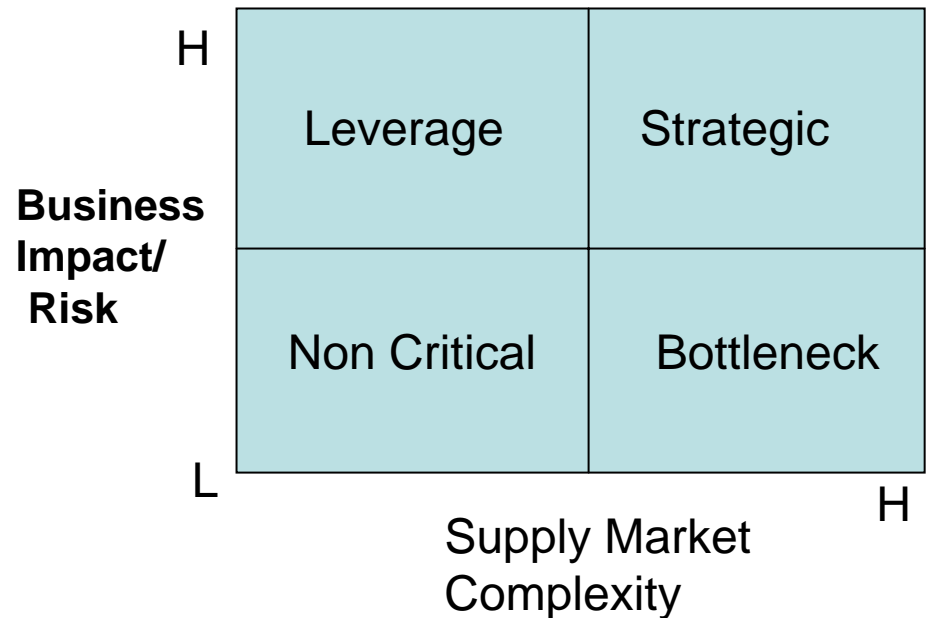 H
Leverage
Strategic
Business
Impact/
Risk
Non Critical
Bottleneck
L
H
Supply Market
Complexity